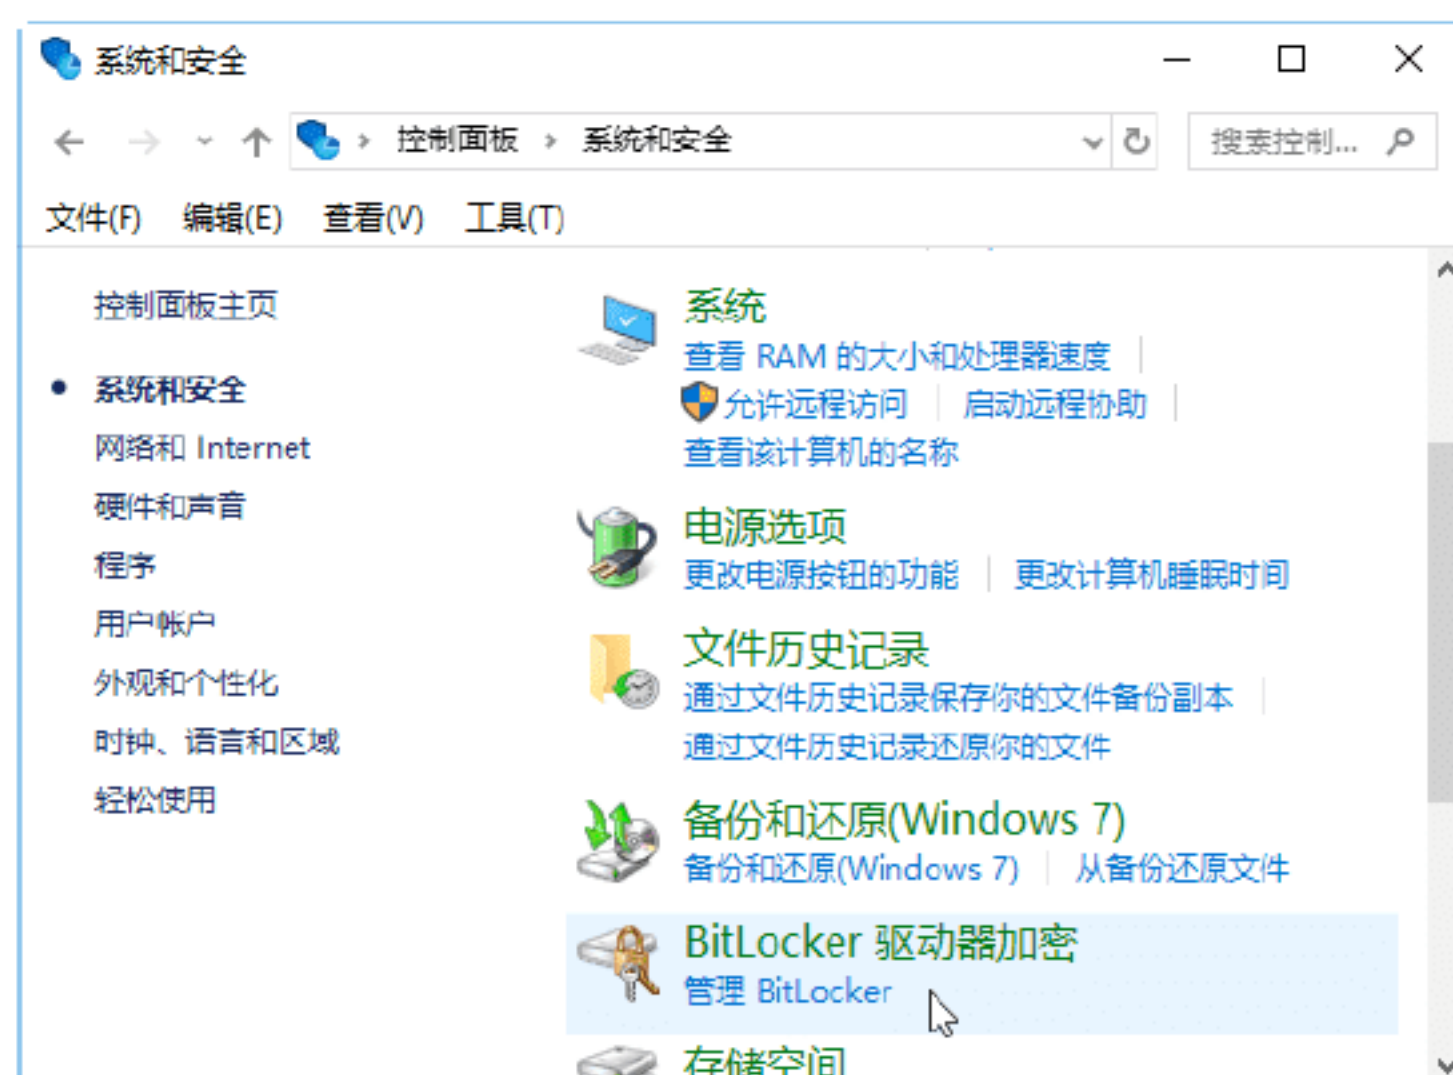 系统和安全
控制面板 系统和安全 搜索控制...
文件(F) 编辑(E) 查看(V) 工具(T)
控制面板主页
系统和安全
网络和 Internet
硬件和声音
程序
用户帐户
外观和个性化
时钟、语言和区域
轻松使用
系统
查看 RAM 的大小和处理器速度
允许远程访问 启动远程协助
查看该计算机的名称
电源选项
更改电源按钮的功能 更改计算机睡眠时间
文件历史记录
通过文件历史记录保存你的文件备份副本
通过文件历史记录还原你的文件
备份和还原(Windows 7)
备份和还原(Windows 7) 从备份还原文件
BitLocker 驱动器加密
管理 BitLocker
存储空间